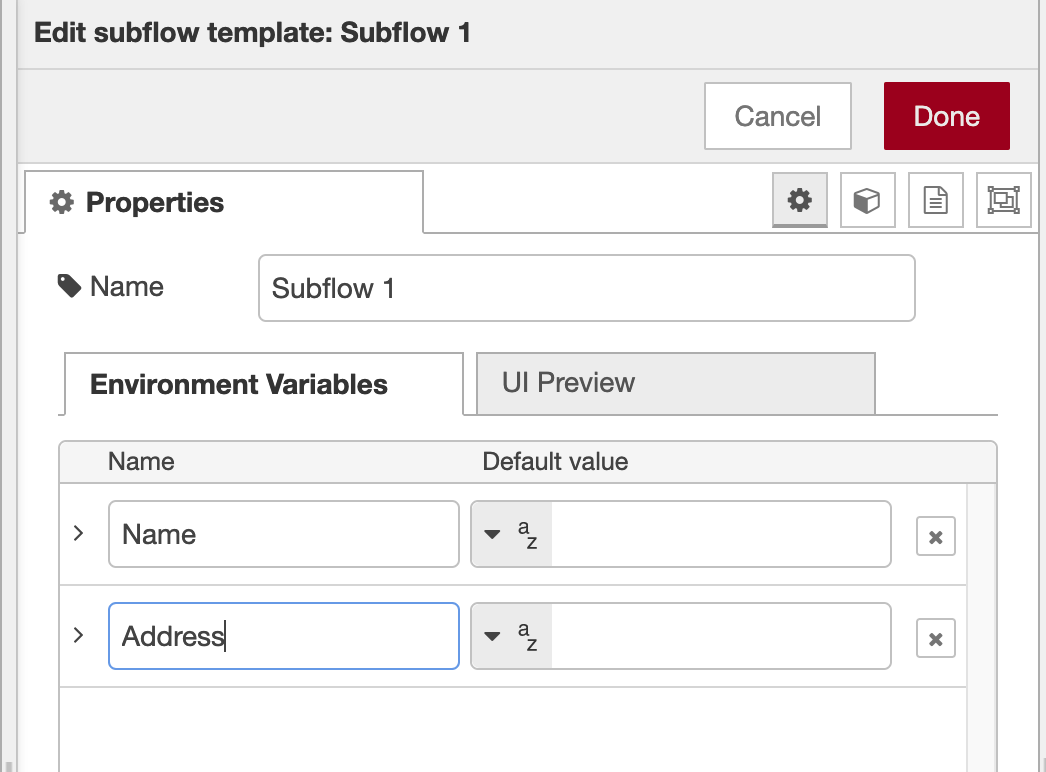 Edit subflow template: Subflow 1
Cancel Done
Properties
Name Subflow 1
Environment Variables UI Preview
Name Default value
Name a z
Address a z